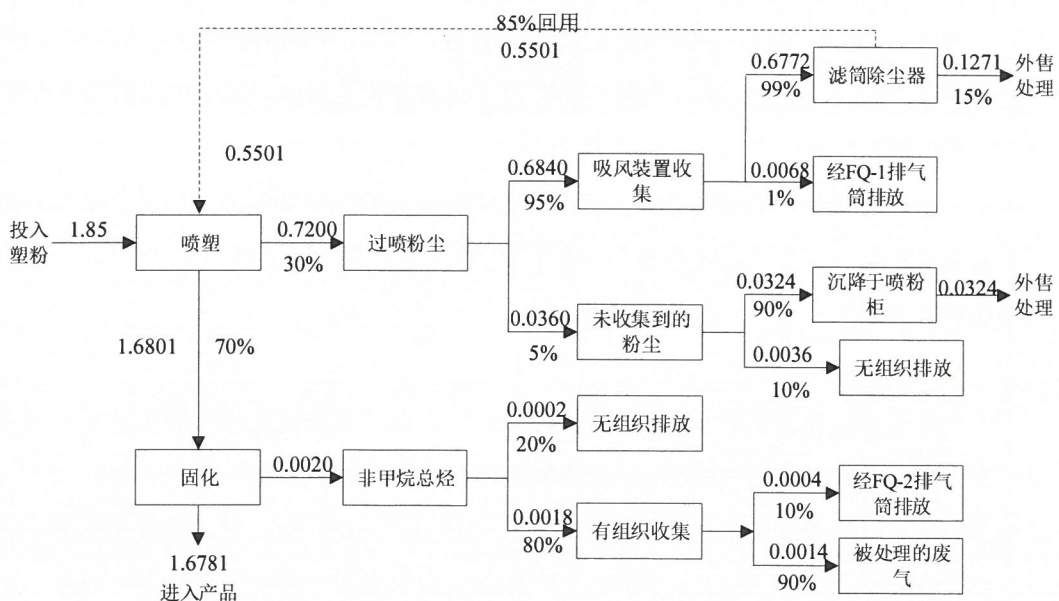 85%回用
0.5501
0.6772
99%
滤筒除尘器
0.1271
15%
外售
处理
0.5501
0.6840
95%
吸风装置收
集
0.0068
1%
经FQ-1排气
筒排放
投入
塑粉
1.85
喷塑
0.7200
30%
过喷粉尘
0.0324
90%
沉降于喷粉
柜
0.0324
外售
处理
0.0360
5%
未收集到的
粉尘
1.6801
70%
0.0036
10%
无组织排放
0.0002
20%
无组织排放
固化
0.0020
非甲烷总烃
0.0004
10%
经FQ-2排气
筒排放
0.0018
80%
有组织收集
0.0014
90%
被处理的废
气
1.6781
进入产品